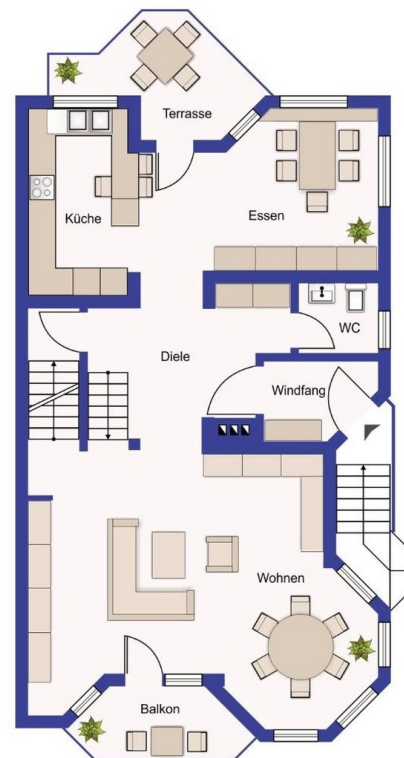 Terrasse
Küche
Essen
WC
Diele
Windfang
Wohnen
Balkon